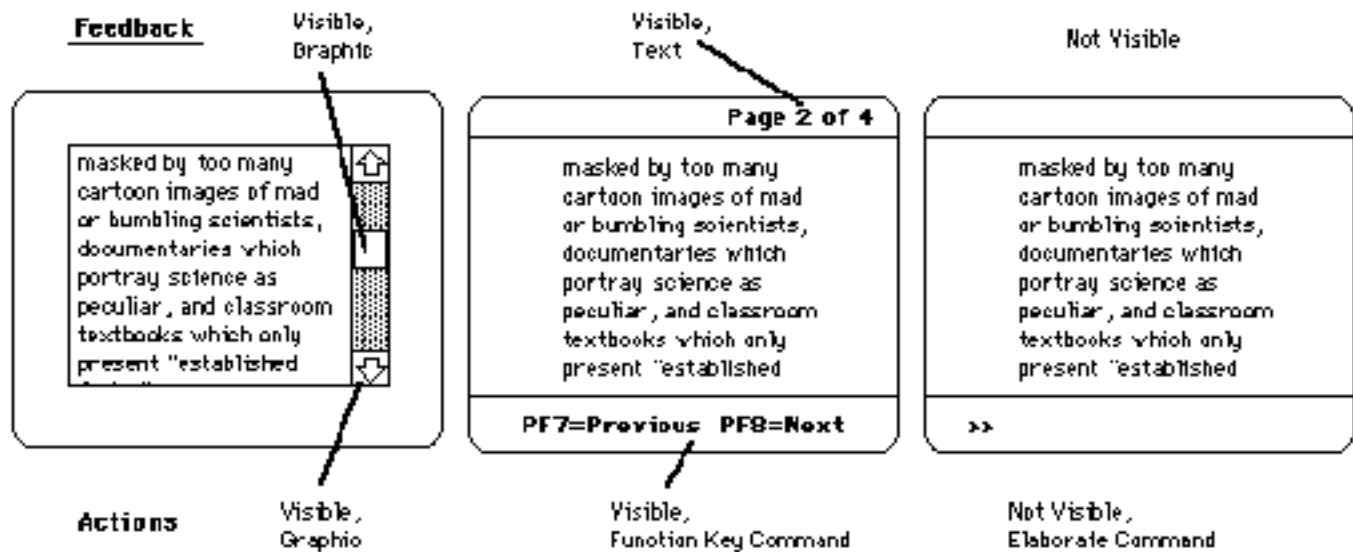 Feedback
Visible,
Graphic
Visible,
Text
Not Visible
masked by too many
cartoon images of mad
or bumbling scientists,
documentaries which
portray science as
peculiar, and classroom
textbooks which only
present "established
Page 2 of 4
masked by too many
cartoon images of mad
or bumbling scientists,
documentaries which
portray science as
peculiar, and classroom
textbooks which only
present "established
PF7=Previous PF8=Next
masked by too many
cartoon images of mad
or bumbling scientists,
documentaries which
portray science as
peculiar, and classroom
textbooks which only
present "established
>>
Actions
Visible,
Graphic
Visible,
Function Key Command
Not Visible,
Elaborate Command